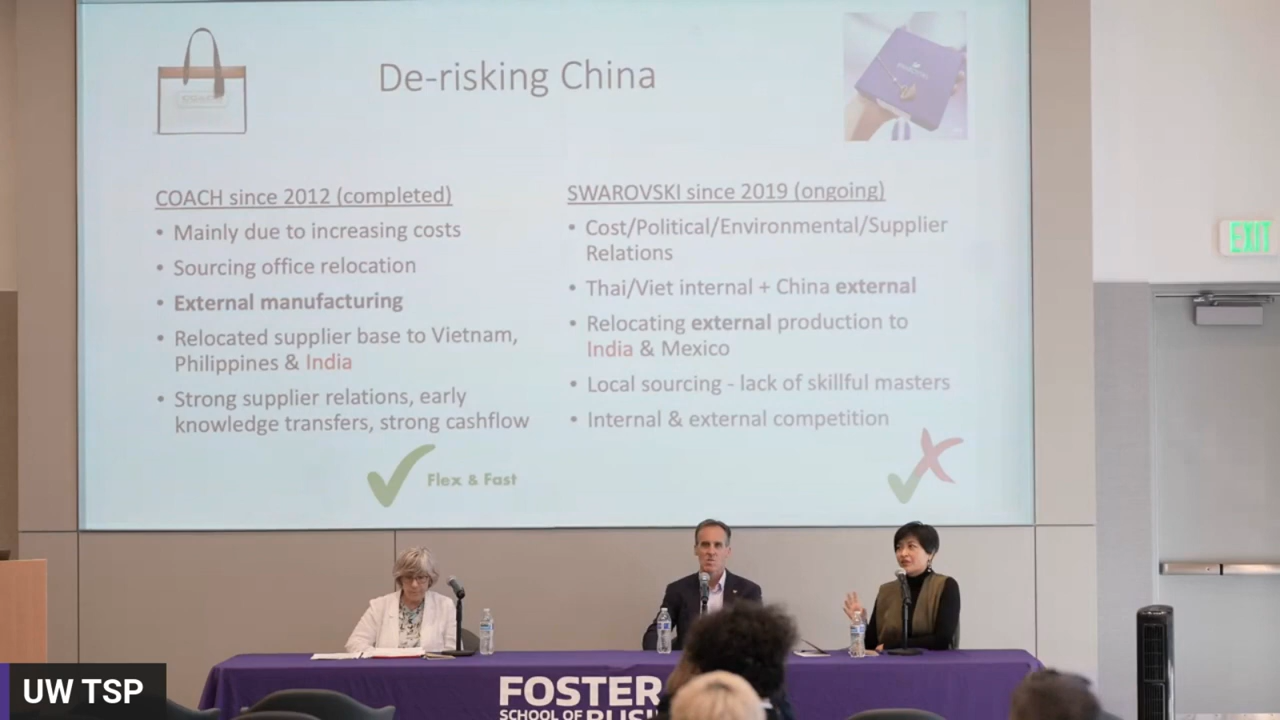 De-risking China
COACH since 2012 (completed)
• Mainly due to increasing costs
• Sourcing office relocation
• External manufacturing
• Relocated supplier base to Vietnam,
Philippines & India
• Strong supplier relations, early
knowledge transfers, strong cashflow
Flex & Fast
SWAROVSKI since 2019 (ongoing)
• Cost/Political/Environmental/Supplier
Relations
• Thai/Viet internal + China external
• Relocating external production to
India & Mexico
• Local sourcing - lack of skillful masters
• Internal & external competition
EXIT
FOSTER
SCHOOL OF BUSI
UW TSP